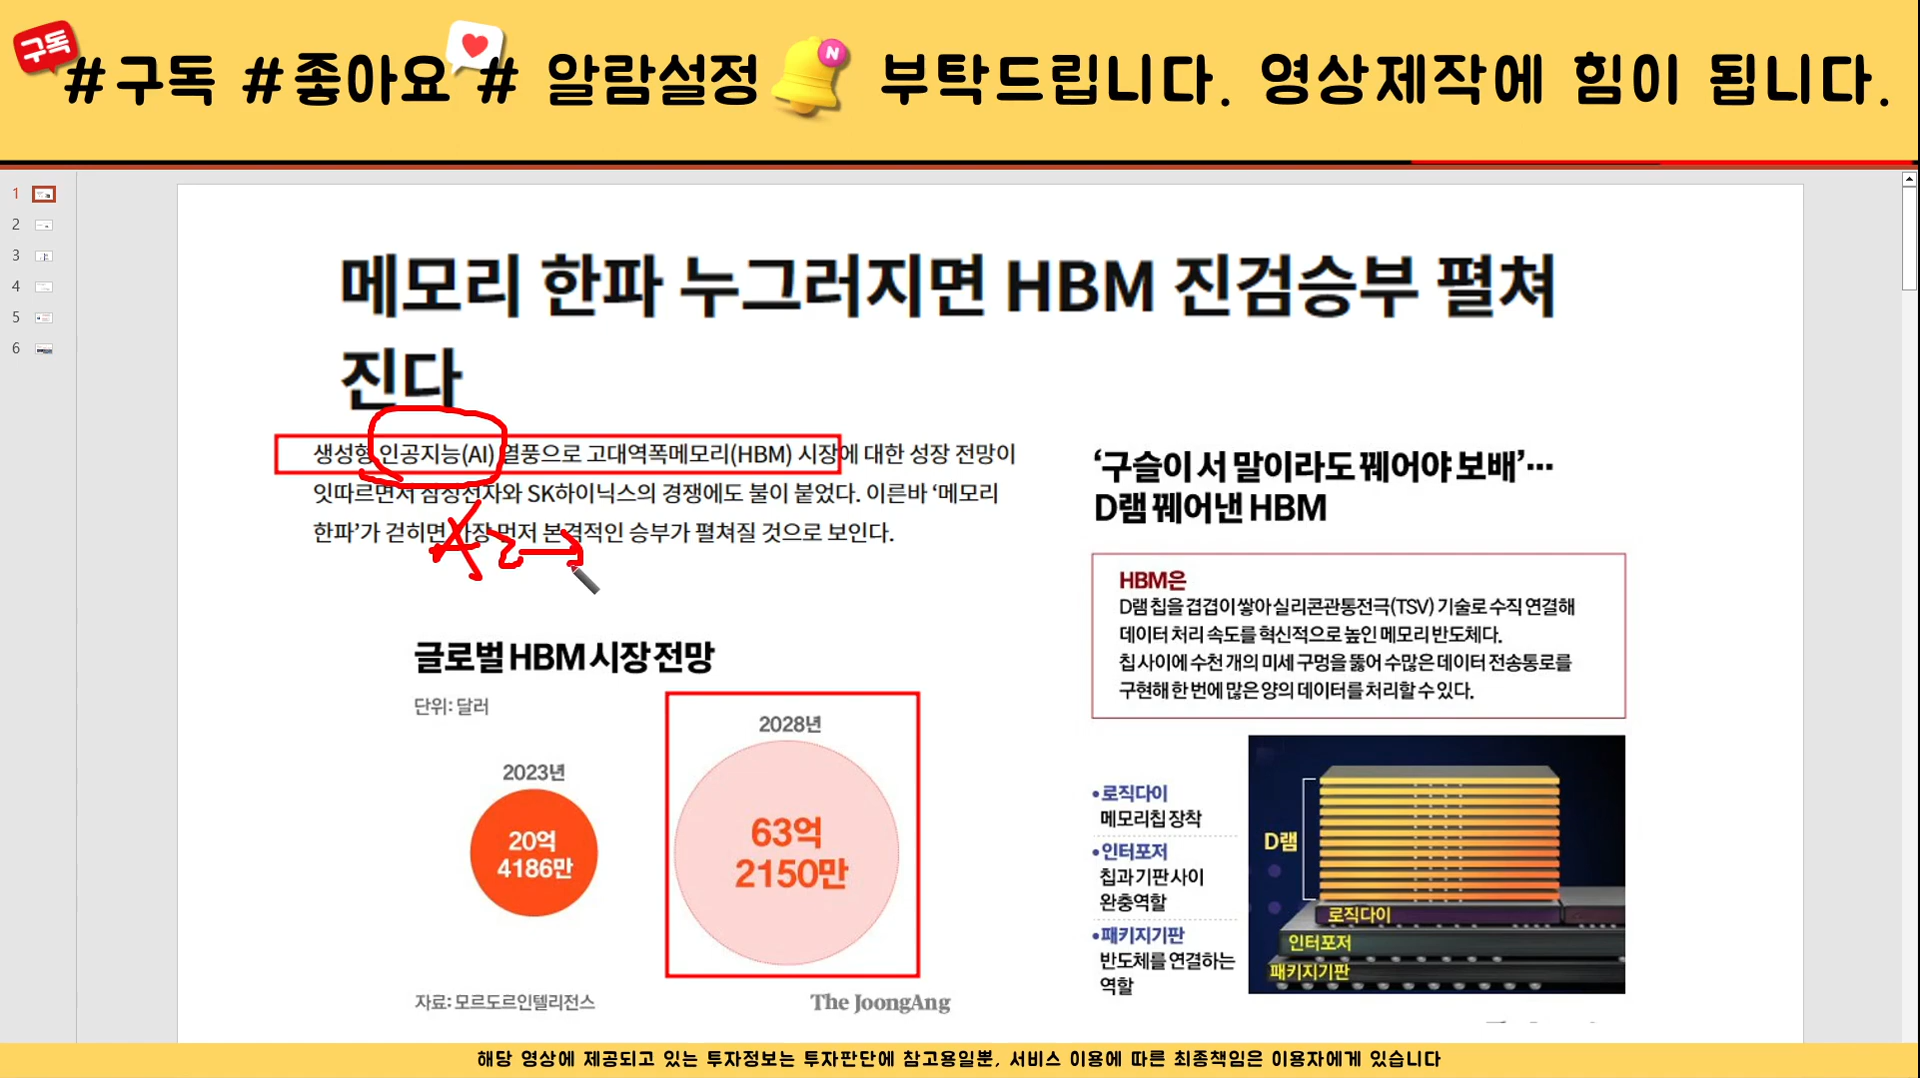 구독
#구독 #좋아요 # 알람설정 N 부탁드립니다. 영상제작에 힘이 됩니다.
1
2
3
4
5
6
메모리 한파 누그러지면 HBM 진검승부 펼쳐
진다
생성형 인공지능(AI) 열풍으로 고대역폭메모리(HBM) 시장에 대한 성장 전망이
잇따르면서 삼성전자와 SK하이닉스의 경쟁에도 불이 붙었다. 이른바 ‘메모리
한파’가 걷히면 가장 먼저 본격적인 승부가 펼쳐질 것으로 보인다.
글로벌 HBM 시장 전망
단위: 달러
2023년
20억
4186만
2028년
63억
2150만
자료: 모르도르인텔리전스
The JoongAng
‘구슬이 서 말이라도 꿰어야 보배’…
D램 꿰어낸 HBM
HBM은
D램 칩을 겹겹이 쌓아 실리콘관통전극(TSV) 기술로 수직 연결해
데이터 처리 속도를 혁신적으로 높인 메모리 반도체다.
칩 사이에 수천 개의 미세 구멍을 뚫어 수많은 데이터 전송통로를
구현해 한 번에 많은 양의 데이터를 처리할 수 있다.
•로직다이
메모리칩 장착
•인터포저
칩과 기판 사이
완충역할
•패키지기판
반도체를 연결하는
역할
D램
로직다이
인터포저
패키지기판
해당 영상에 제공되고 있는 투자정보는 투자판단에 참고용일뿐, 서비스 이용에 따른 최종책임은 이용자에게 있습니다